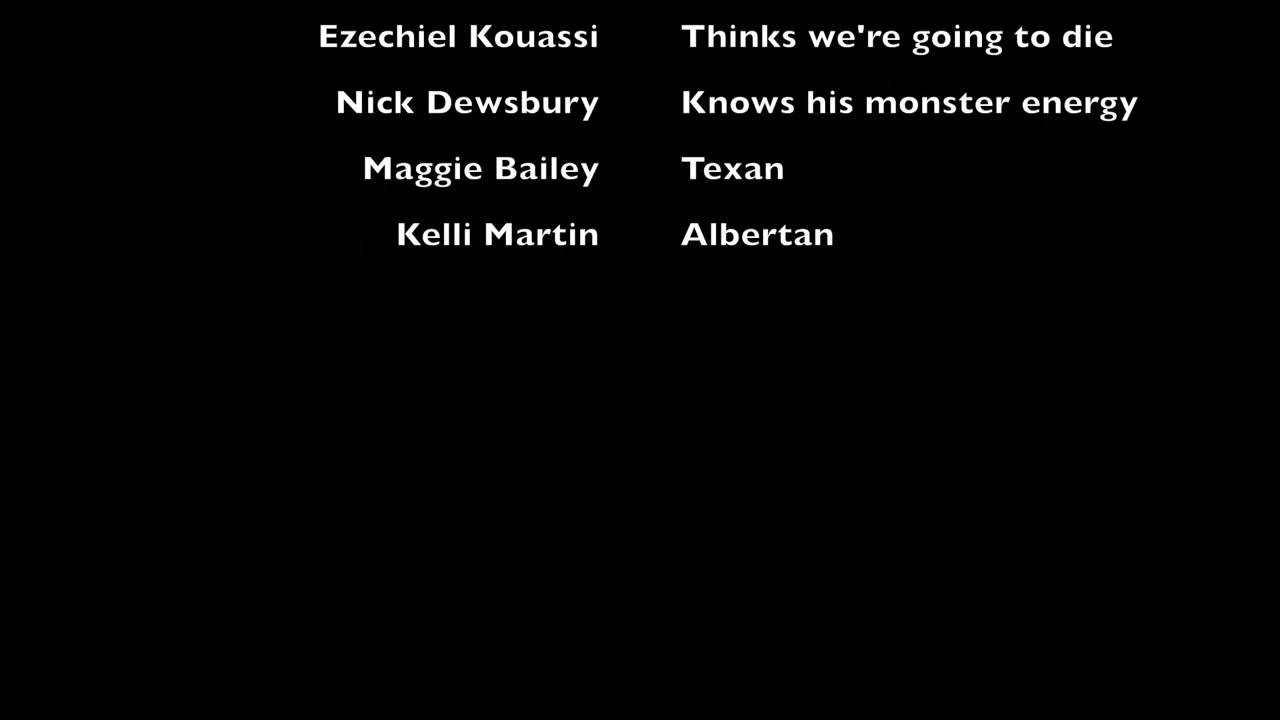 Ezechiel Kouassi Thinks we're going to die
Nick Dewsbury Knows his monster energy
Maggie Bailey Texan
Kelli Martin Albertan